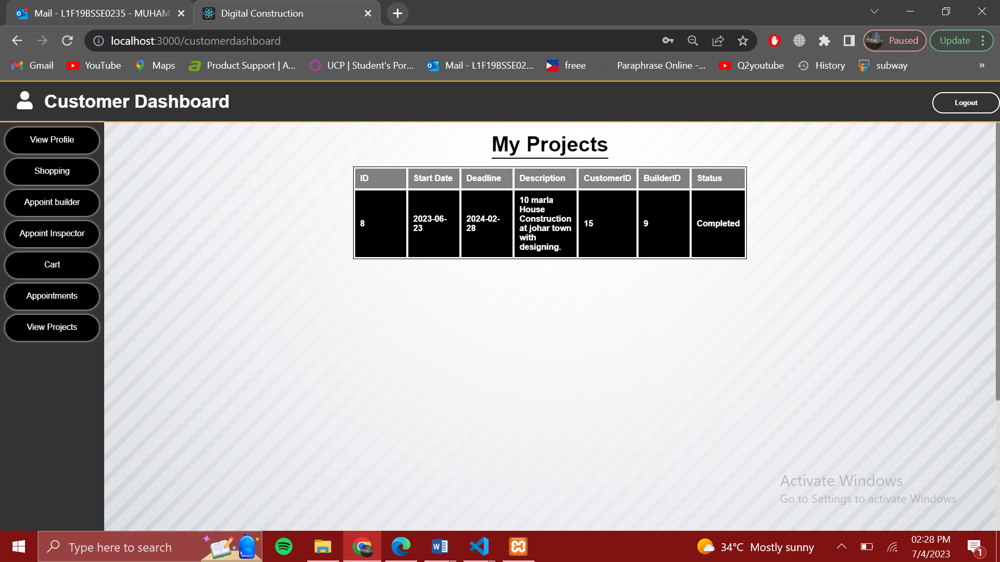 Mail - L1F19BSSE0235 - MUHAM
Digital Construction
localhost:3000/customerdashboard
Paused
Update
Gmail
YouTube
Maps
Product Support | A...
UCP | Student's Por...
Mail - L1F19BSSE02...
freee
Paraphrase Online -...
Q2youtube
History
subway
»
Customer Dashboard
Logout
View Profile
Shopping
Appoint builder
Appoint Inspector
Cart
Appointments
View Projects
My Projects
ID Start Date Deadline Description CustomerID BuilderID Status
8
2023-06-
23
2024-02-
28
10 marla
House
Construction
at johar town
with
designing.
15
9
Completed
Activate Windows
Go to Settings to activate Windows.
Type here to search
34°C Mostly sunny
02:28 PM
7/4/2023
1